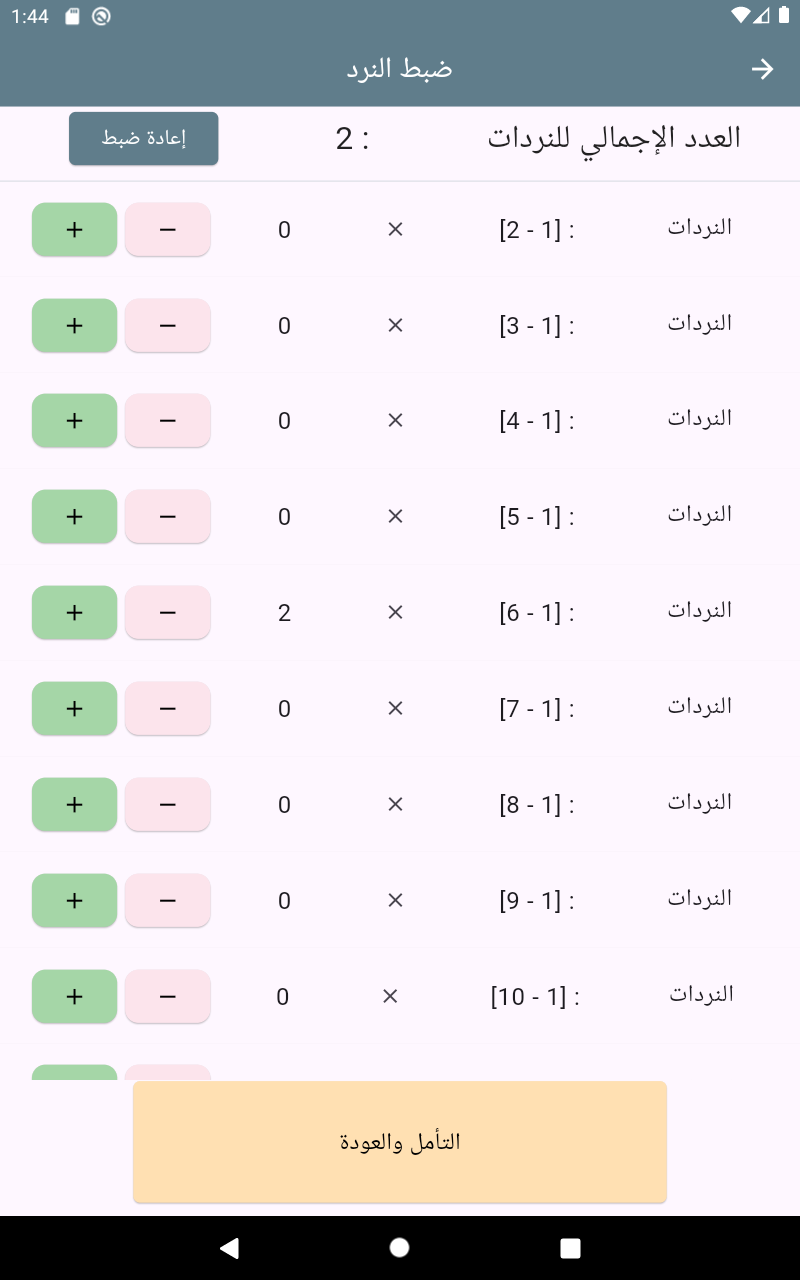 1:44
ضبط النرد
العدد الإجمالي للنردات : 2 إعادة ضبط
النردات : [1 - 2] × 0 − +
النردات : [1 - 3] × 0 − +
النردات : [1 - 4] × 0 − +
النردات : [1 - 5] × 0 − +
النردات : [1 - 6] × 2 − +
النردات : [1 - 7] × 0 − +
النردات : [1 - 8] × 0 − +
النردات : [1 - 9] × 0 − +
النردات : [1 - 10] × 0 − +
التأمل والعودة